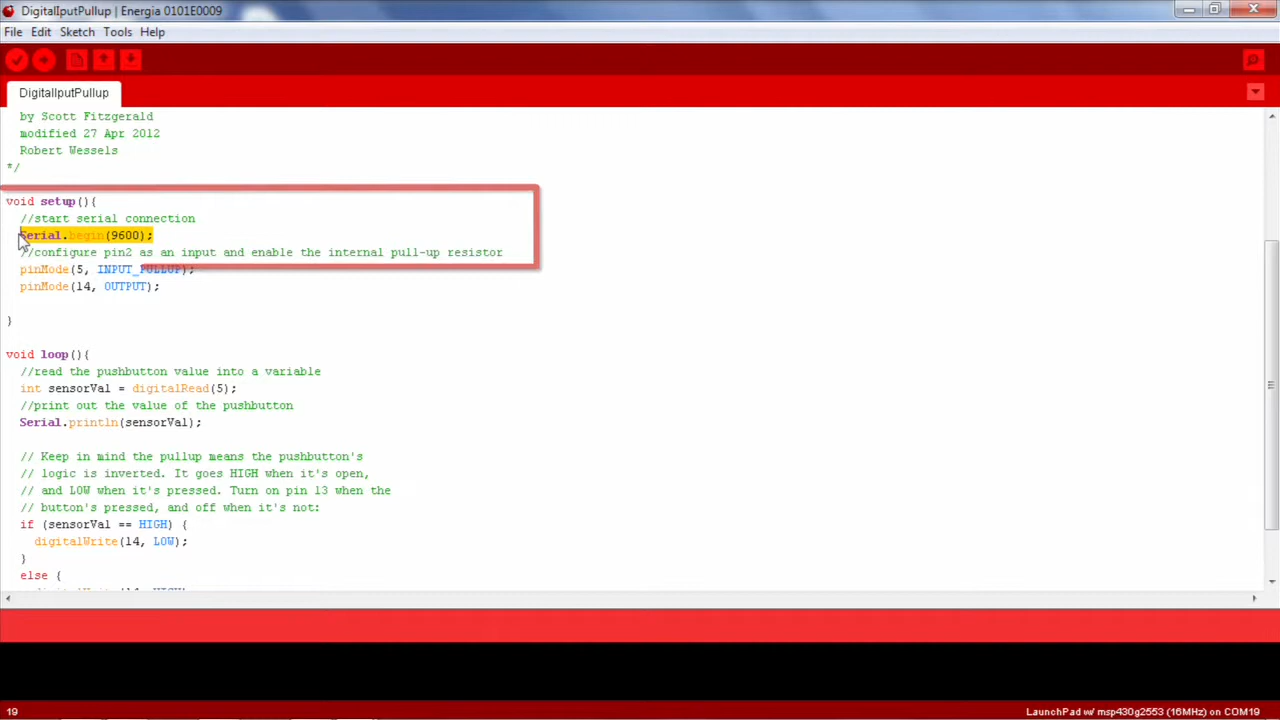 DigitalIputPullup | Energia 0101E0009
File Edit Sketch Tools Help
DigitalIputPullup
by Scott Fitzgerald
modified 27 Apr 2012
Robert Wessels
*/
void setup(){
//start serial connection
Serial.begin(9600);
//configure pin2 as an input and enable the internal pull-up resistor
pinMode(5, INPUT_PULLUP);
pinMode(14, OUTPUT);
}
void loop(){
//read the pushbutton value into a variable
int sensorVal = digitalRead(5);
//print out the value of the pushbutton
Serial.println(sensorVal);
// Keep in mind the pullup means the pushbutton's
// logic is inverted. It goes HIGH when it's open,
// and LOW when it's pressed. Turn on pin 13 when the
// button's pressed, and off when it's not:
if (sensorVal == HIGH) {
digitalWrite(14, LOW);
}
else {
19
LaunchPad w/ msp430g2553 (16MHz) on COM19